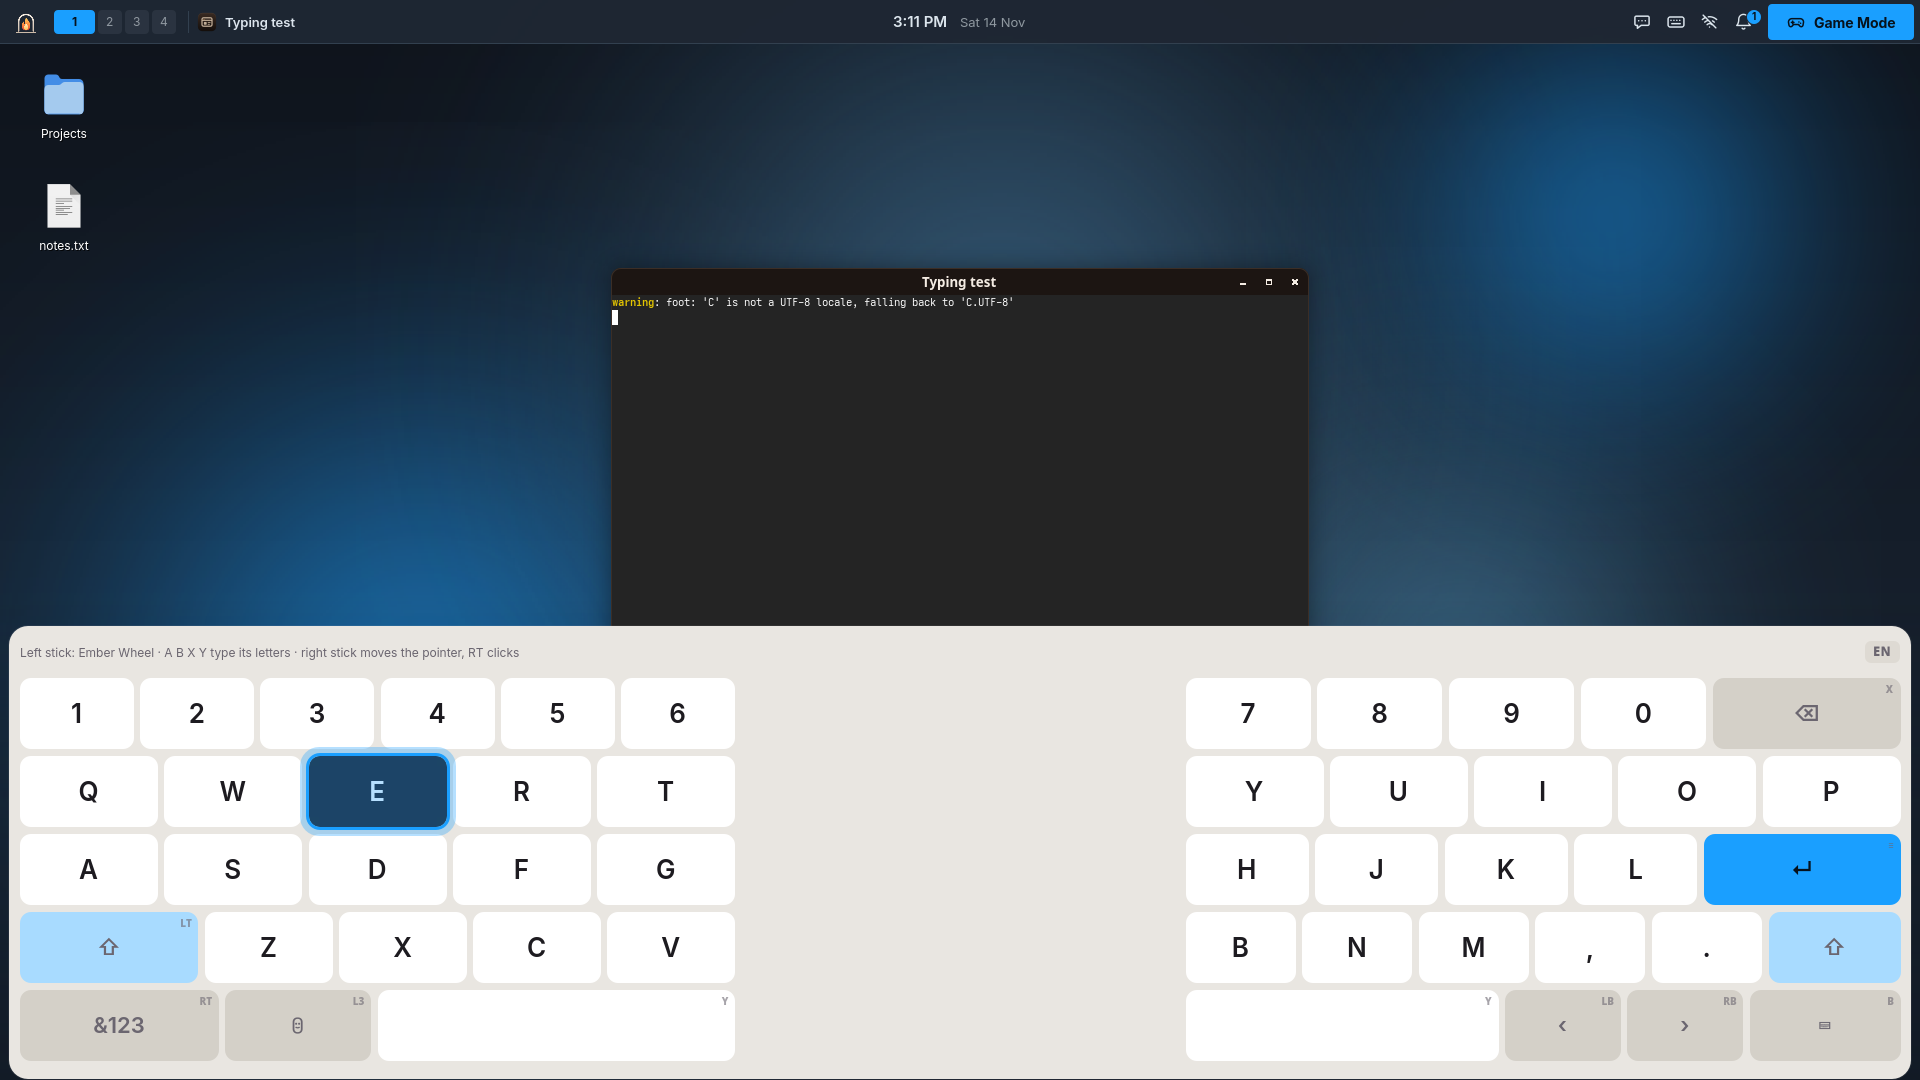 1 2 3 4 Typing test 3:11 PM Sat 14 Nov 1 Game Mode
Projects
notes.txt
Typing test
warning: foot: 'C' is not a UTF-8 locale, falling back to 'C.UTF-8'
Left stick: Ember Wheel · A B X Y type its letters · right stick moves the pointer, RT clicks EN
1 2 3 4 5 6 7 8 9 0 X
Q W E R T Y U I O P
A S D F G H J K L
LT Z X C V B N M , .
&123 RT L3 Y Y ‹ LB › RB B